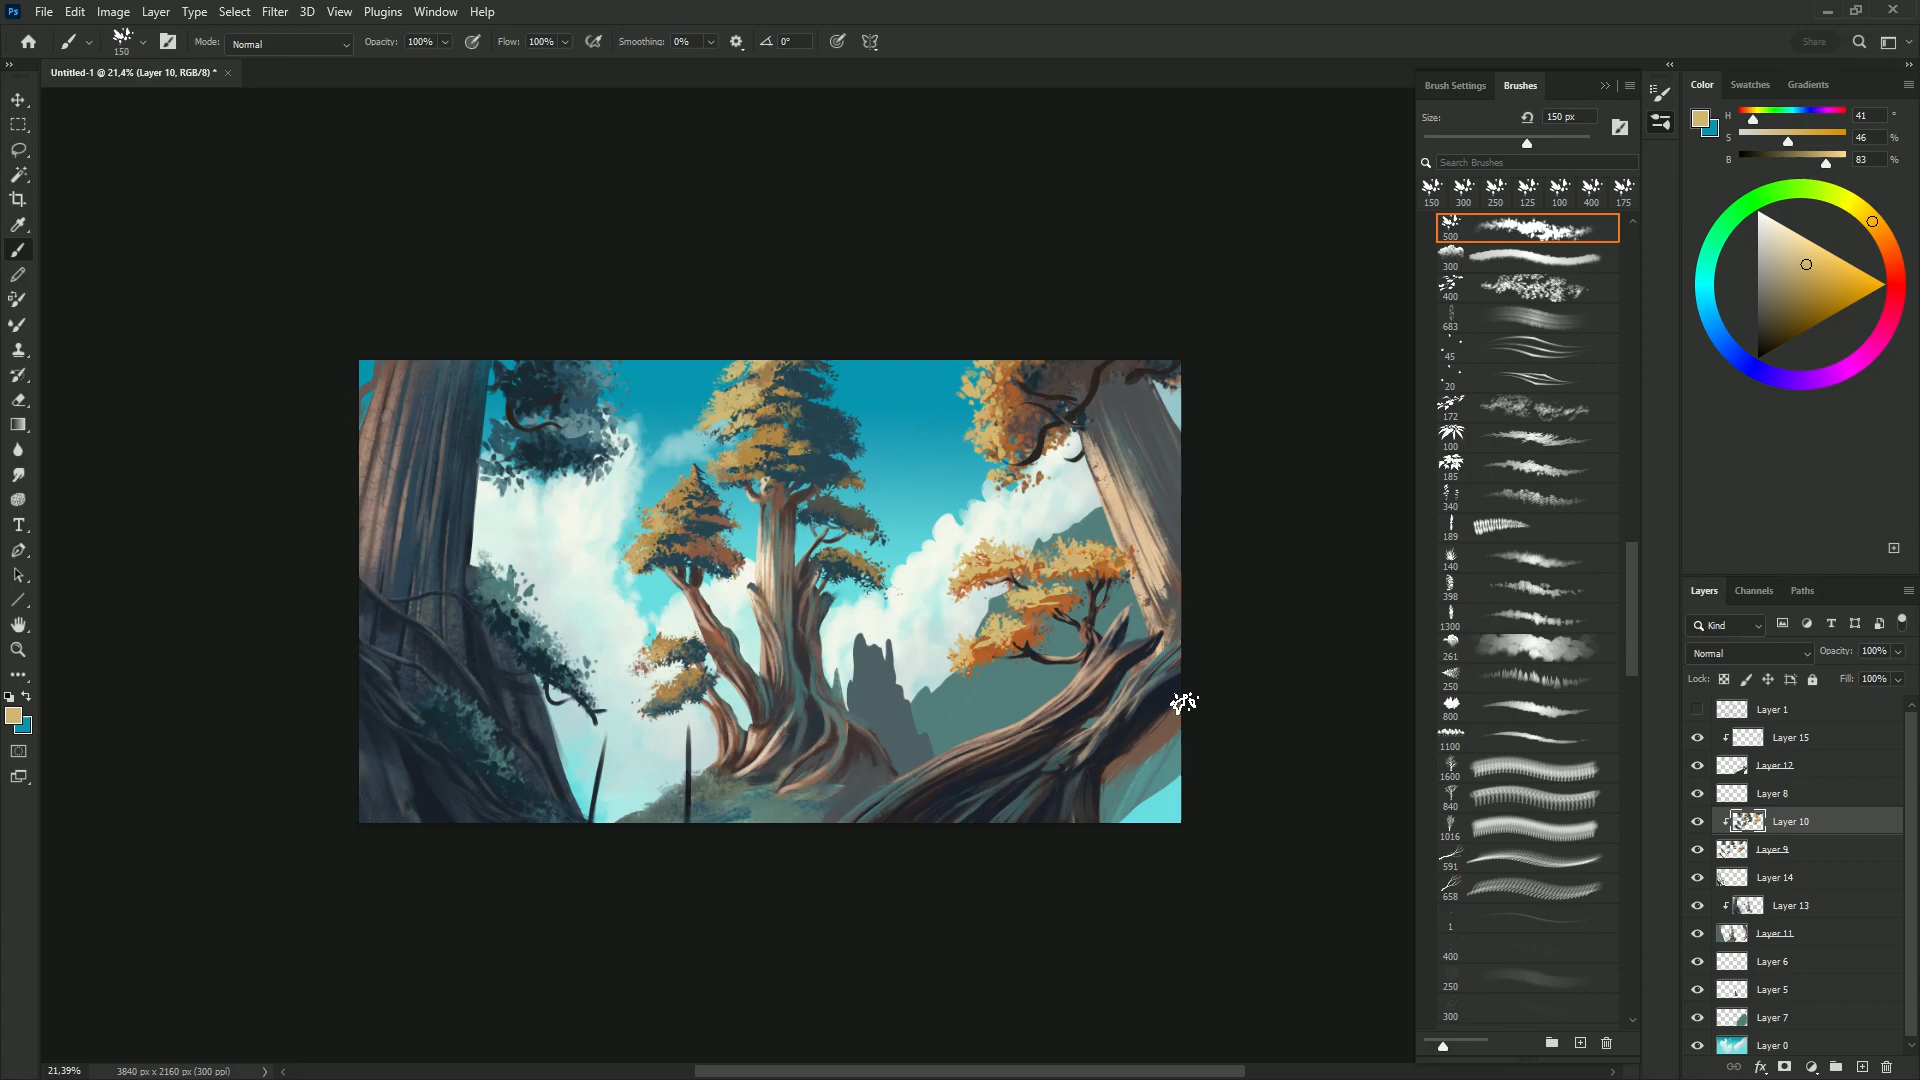 Ps File Edit Image Layer Type Select Filter 3D View Plugins Window Help
150 Mode: Normal Opacity: 100% Flow: 100% Smoothing: 0% 0° Share
Untitled-1 @ 21,4% (Layer 10, RGB/8) *
Brush Settings Brushes
Size: 150 px
Search Brushes
150 300 250 125 100 400 175
500
300
400
683
45
20
172
100
185
340
189
140
398
1300
261
250
800
1100
1600
840
1016
591
658
1
400
250
300
Color Swatches Gradients
H 41 °
S 46 %
B 83 %
Layers Channels Paths
Kind
Normal Opacity: 100%
Lock: Fill: 100%
Layer 1
Layer 15
Layer 12
Layer 8
Layer 10
Layer 9
Layer 14
Layer 13
Layer 11
Layer 6
Layer 5
Layer 7
Layer 0
fx
21,39% 3840 px x 2160 px (300 ppi)